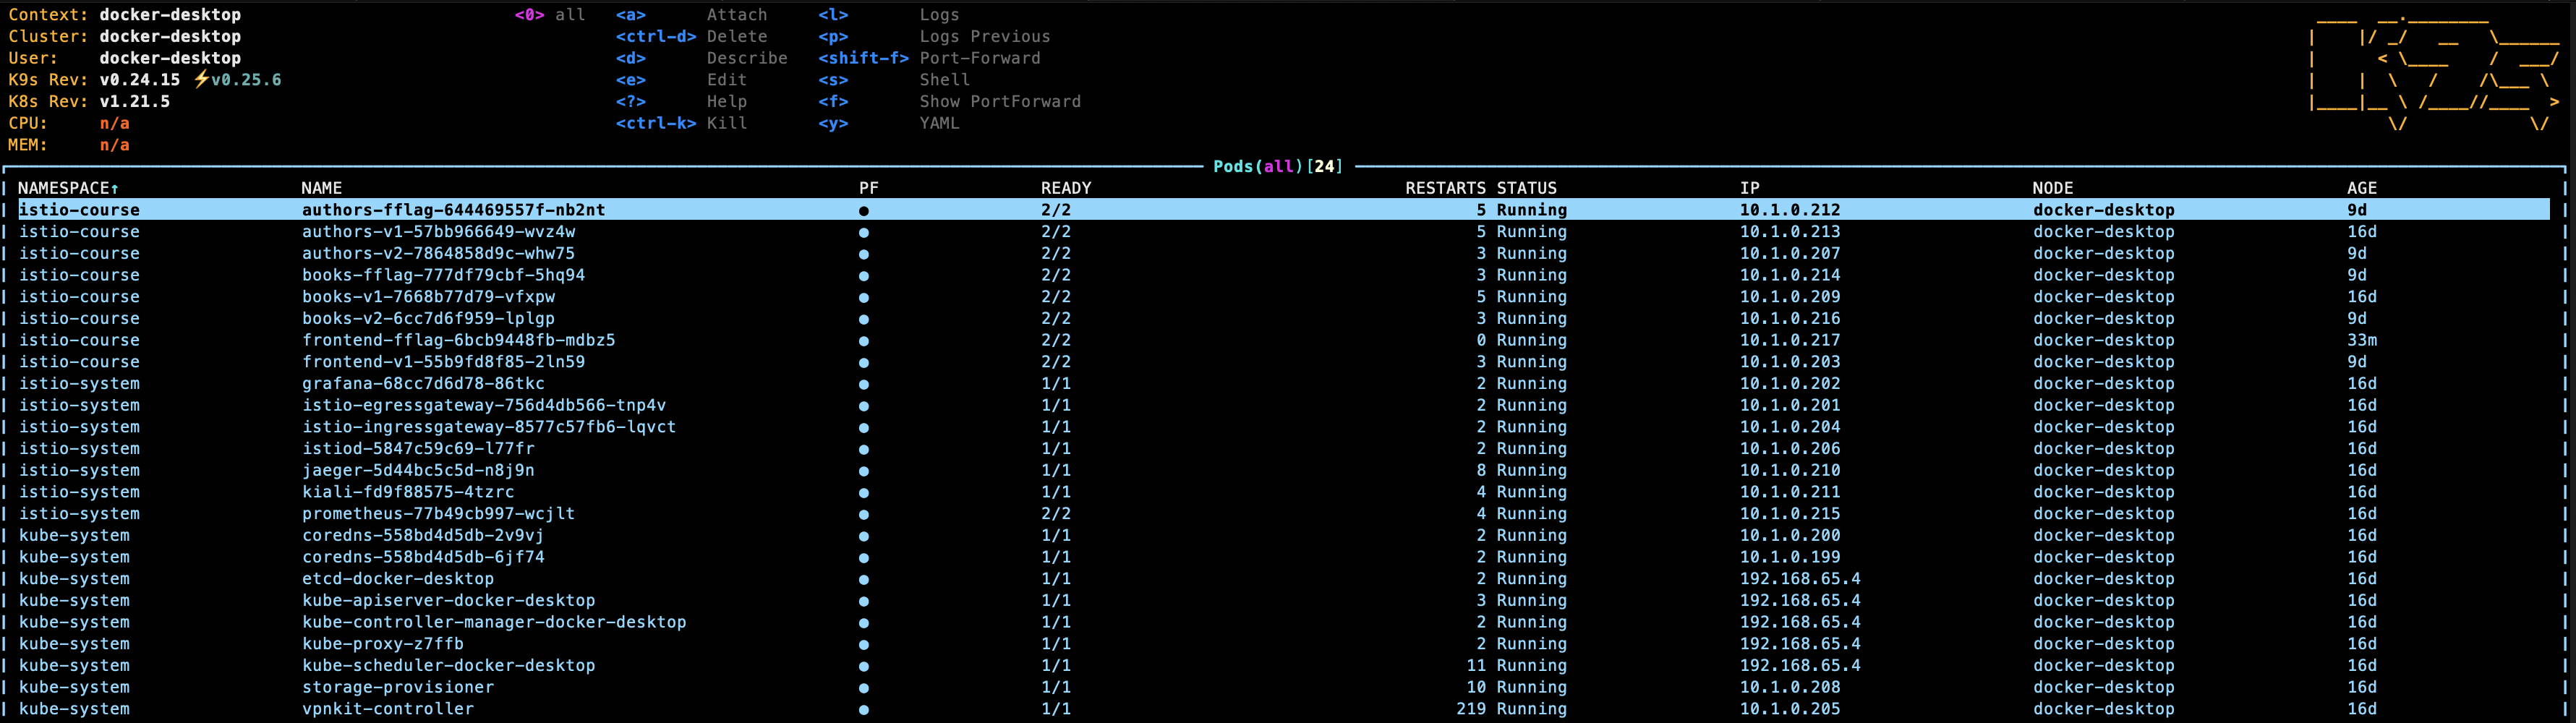 Context: docker-desktop <0> all <a> Attach <l> Logs
Cluster: docker-desktop <ctrl-d> Delete <p> Logs Previous
User: docker-desktop <d> Describe <shift-f> Port-Forward
K9s Rev: v0.24.15 ⚡v0.25.6 <e> Edit <s> Shell
K8s Rev: v1.21.5 <?> Help <f> Show PortForward
CPU: n/a <ctrl-k> Kill <y> YAML
MEM: n/a
Pods(all)[24]
NAMESPACE↑ NAME PF READY RESTARTS STATUS IP NODE AGE
istio-course authors-fflag-644469557f-nb2nt ● 2/2 5 Running 10.1.0.212 docker-desktop 9d
istio-course authors-v1-57bb966649-wvz4w ● 2/2 5 Running 10.1.0.213 docker-desktop 16d
istio-course authors-v2-7864858d9c-whw75 ● 2/2 3 Running 10.1.0.207 docker-desktop 9d
istio-course books-fflag-777df79cbf-5hq94 ● 2/2 3 Running 10.1.0.214 docker-desktop 9d
istio-course books-v1-7668b77d79-vfxpw ● 2/2 5 Running 10.1.0.209 docker-desktop 16d
istio-course books-v2-6cc7d6f959-lplgp ● 2/2 3 Running 10.1.0.216 docker-desktop 9d
istio-course frontend-fflag-6bcb9448fb-mdbz5 ● 2/2 0 Running 10.1.0.217 docker-desktop 33m
istio-course frontend-v1-55b9fd8f85-2ln59 ● 2/2 3 Running 10.1.0.203 docker-desktop 9d
istio-system grafana-68cc7d6d78-86tkc ● 1/1 2 Running 10.1.0.202 docker-desktop 16d
istio-system istio-egressgateway-756d4db566-tnp4v ● 1/1 2 Running 10.1.0.201 docker-desktop 16d
istio-system istio-ingressgateway-8577c57fb6-lqvct ● 1/1 2 Running 10.1.0.204 docker-desktop 16d
istio-system istiod-5847c59c69-l77fr ● 1/1 2 Running 10.1.0.206 docker-desktop 16d
istio-system jaeger-5d44bc5c5d-n8j9n ● 1/1 8 Running 10.1.0.210 docker-desktop 16d
istio-system kiali-fd9f88575-4tzrc ● 1/1 4 Running 10.1.0.211 docker-desktop 16d
istio-system prometheus-77b49cb997-wcjlt ● 2/2 4 Running 10.1.0.215 docker-desktop 16d
kube-system coredns-558bd4d5db-2v9vj ● 1/1 2 Running 10.1.0.200 docker-desktop 16d
kube-system coredns-558bd4d5db-6jf74 ● 1/1 2 Running 10.1.0.199 docker-desktop 16d
kube-system etcd-docker-desktop ● 1/1 2 Running 192.168.65.4 docker-desktop 16d
kube-system kube-apiserver-docker-desktop ● 1/1 3 Running 192.168.65.4 docker-desktop 16d
kube-system kube-controller-manager-docker-desktop ● 1/1 2 Running 192.168.65.4 docker-desktop 16d
kube-system kube-proxy-z7ffb ● 1/1 2 Running 192.168.65.4 docker-desktop 16d
kube-system kube-scheduler-docker-desktop ● 1/1 11 Running 192.168.65.4 docker-desktop 16d
kube-system storage-provisioner ● 1/1 10 Running 10.1.0.208 docker-desktop 16d
kube-system vpnkit-controller ● 1/1 219 Running 10.1.0.205 docker-desktop 16d